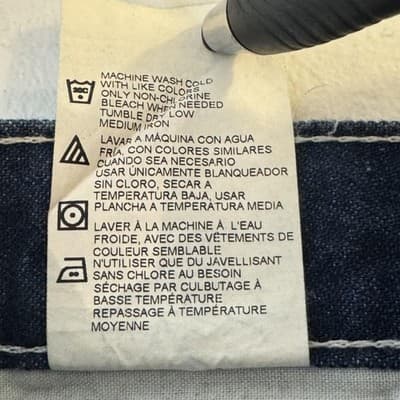 30C
MACHINE WASH COLD
WITH LIKE COLORS
ONLY NON-CHLORINE
BLEACH WHEN NEEDED
TUMBLE DRY LOW
MEDIUM IRON
LAVAR A MÁQUINA CON AGUA
FRÍA, CON COLORES SIMILARES
CUANDO SEA NECESARIO
USAR ÚNICAMENTE BLANQUEADOR
SIN CLORO, SECAR A
TEMPERATURA BAJA, USAR
PLANCHA A TEMPERATURA MEDIA
LAVER À LA MACHINE À L'EAU
FROIDE, AVEC DES VÊTEMENTS DE
COULEUR SEMBLABLE
N'UTILISER QUE DU JAVELLISANT
SANS CHLORE AU BESOIN
SÉCHAGE PAR CULBUTAGE À
BASSE TEMPÉRATURE
REPASSAGE À TEMPÉRATURE
MOYENNE